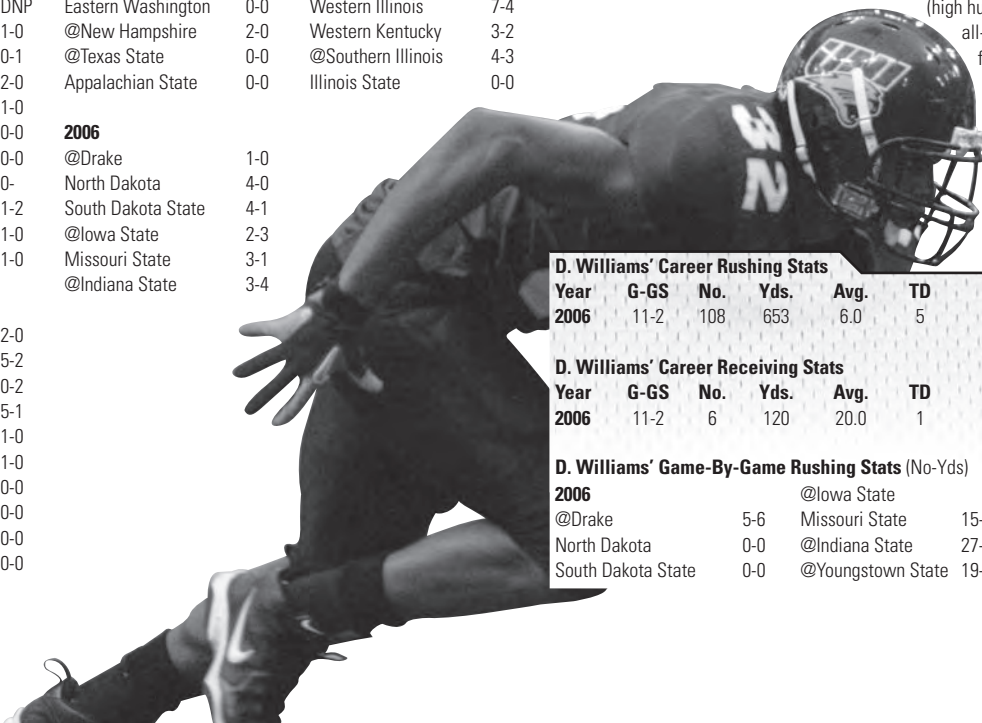 DNP Eastern Washington 0-0 Western Illinois 7-4
1-0 @New Hampshire 2-0 Western Kentucky 3-2
0-1 @Texas State 0-0 @Southern Illinois 4-3
2-0 Appalachian State 0-0 Illinois State 0-0
1-0
0-0 2006
0-0 @Drake 1-0
0- North Dakota 4-0
1-2 South Dakota State 4-1
1-0 @Iowa State 2-3
1-0 Missouri State 3-1
@Indiana State 3-4
2-0
5-2
0-2
5-1
1-0
1-0
0-0
0-0
0-0
0-0
(high hu
all-
f
UNI
32
D. Williams' Career Rushing Stats
Year G-GS No. Yds. Avg. TD
2006 11-2 108 653 6.0 5
D. Williams' Career Receiving Stats
Year G-GS No. Yds. Avg. TD
2006 11-2 6 120 20.0 1
D. Williams' Game-By-Game Rushing Stats (No-Yds)
2006 @Iowa State
@Drake 5-6 Missouri State 15-
North Dakota 0-0 @Indiana State 27-
South Dakota State 0-0 @Youngstown State 19-